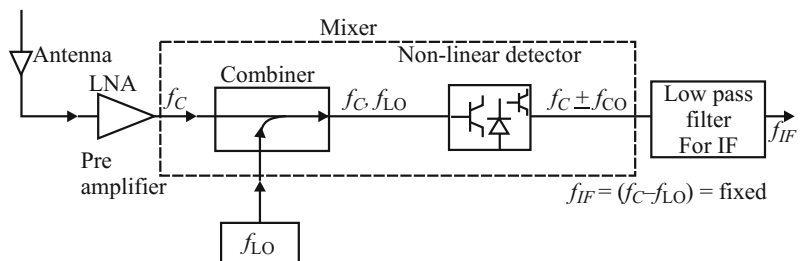 Mixer
Antenna
Non-linear detector
LNA
Combiner
f_C
f_C, f_LO
f_C ± f_CO
Low pass
filter
For IF
f_IF
Pre
amplifier
f_IF = (f_C–f_LO) = fixed
f_LO